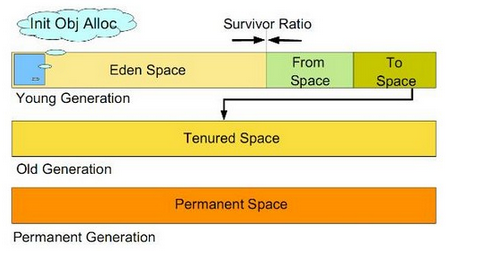 Init Obj Alloc
Survivor Ratio
Eden Space
From
Space
To
Space
Young Generation
Tenured Space
Old Generation
Permanent Space
Permanent Generation